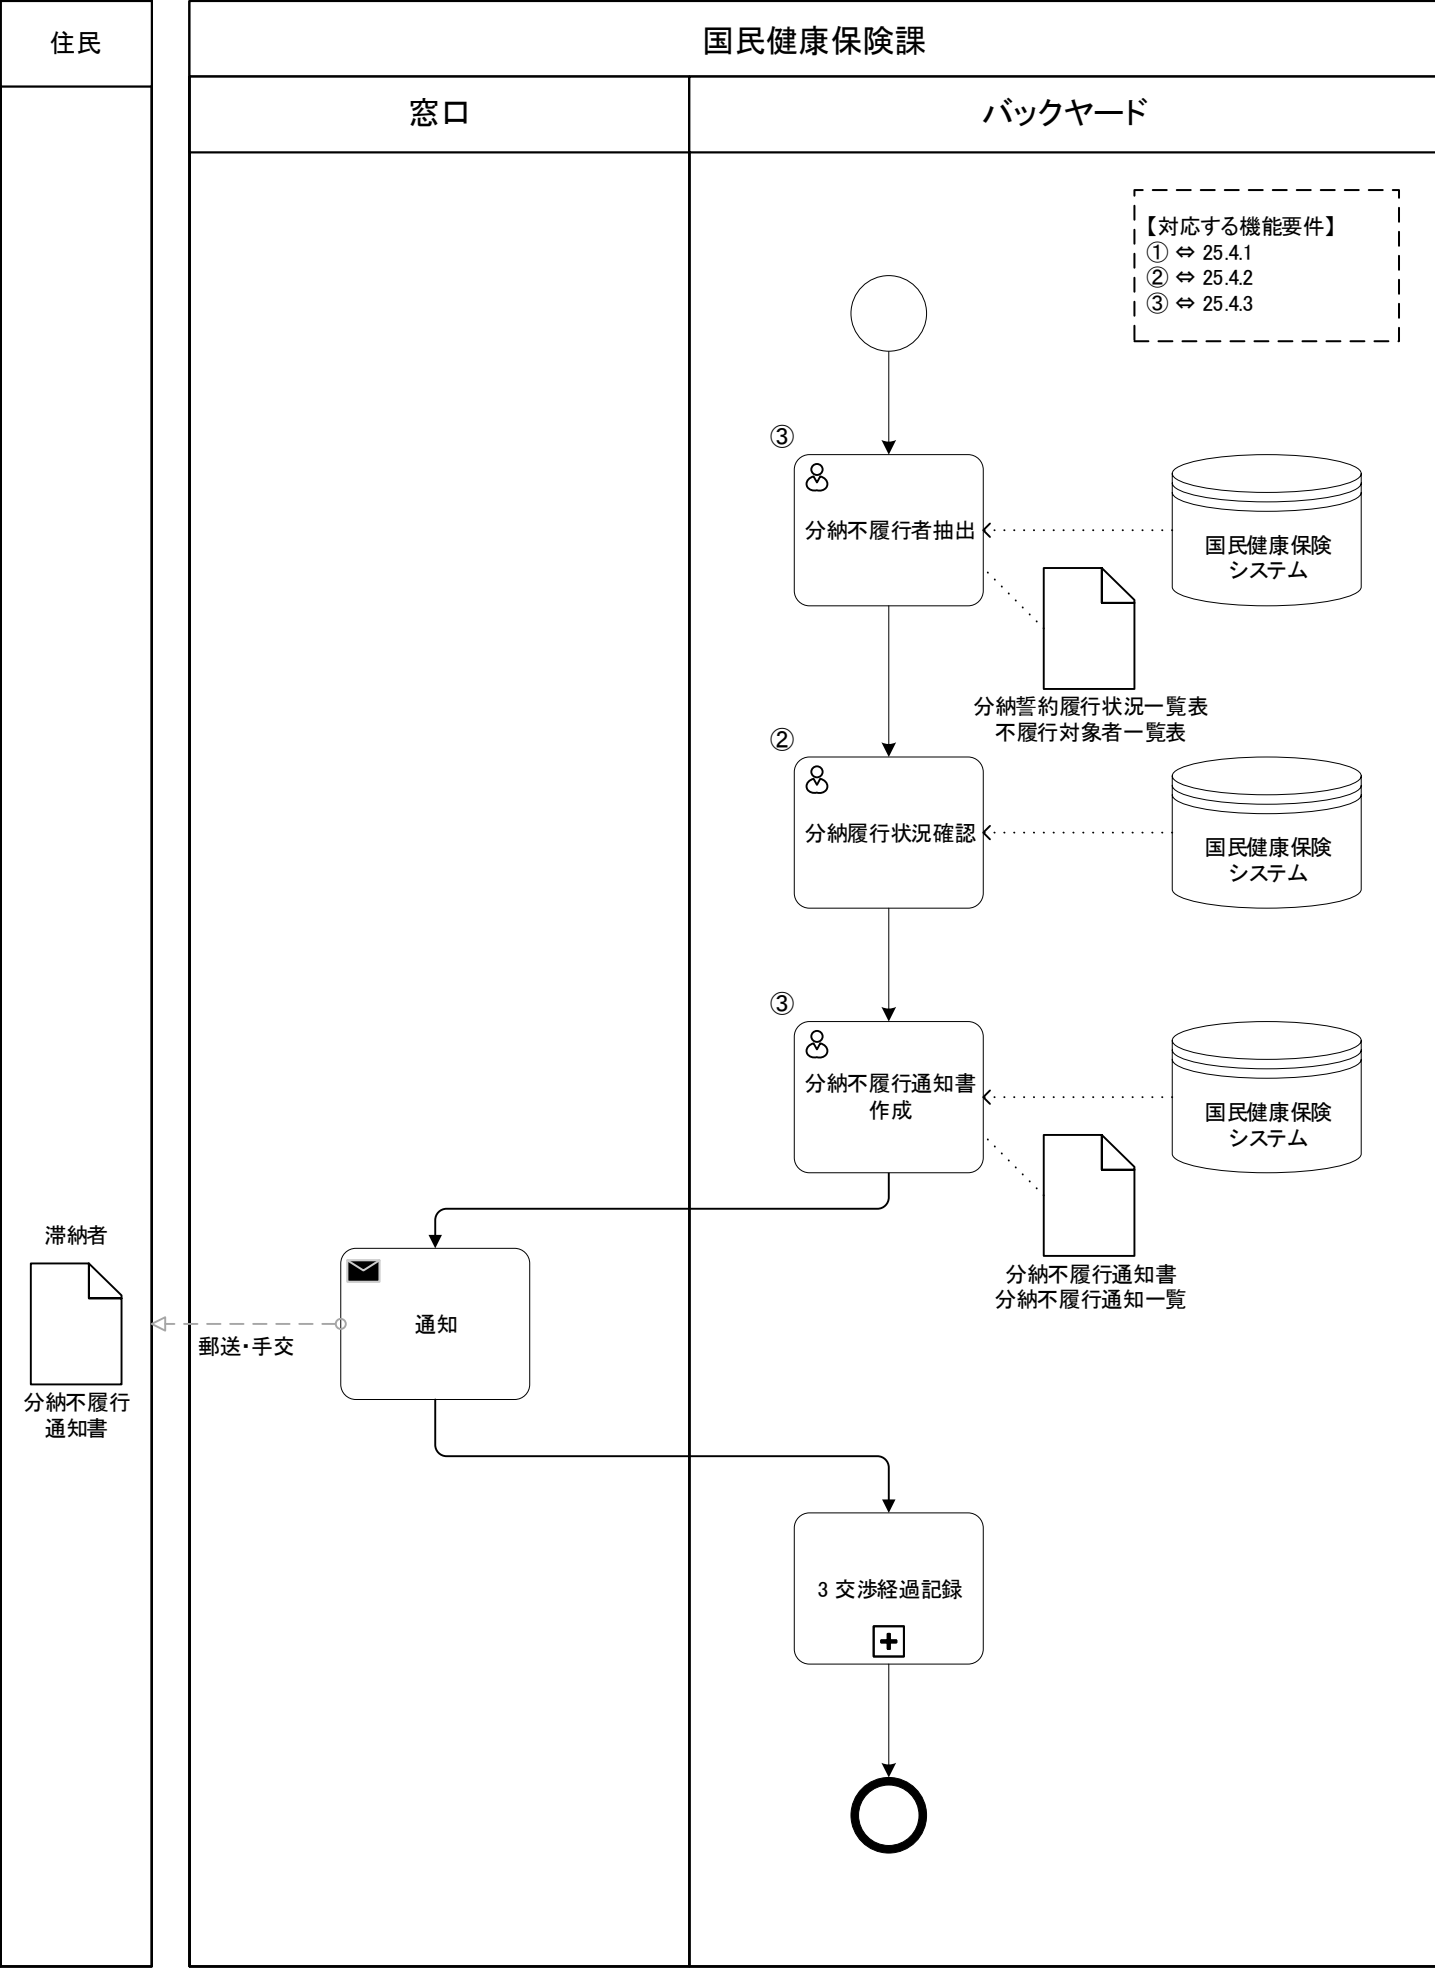 住民
国民健康保険課
窓口
バックヤード
【対応する機能要件】
① ⇔ 25.4.1
② ⇔ 25.4.2
③ ⇔ 25.4.3
③
分納不履行者抽出
国民健康保険
システム
分納誓約履行状況一覧表
不履行対象者一覧表
②
分納履行状況確認
国民健康保険
システム
③
分納不履行通知書
作成
国民健康保険
システム
分納不履行通知書
分納不履行通知一覧
滞納者
分納不履行
通知書
郵送・手交
通知
3 交渉経過記録